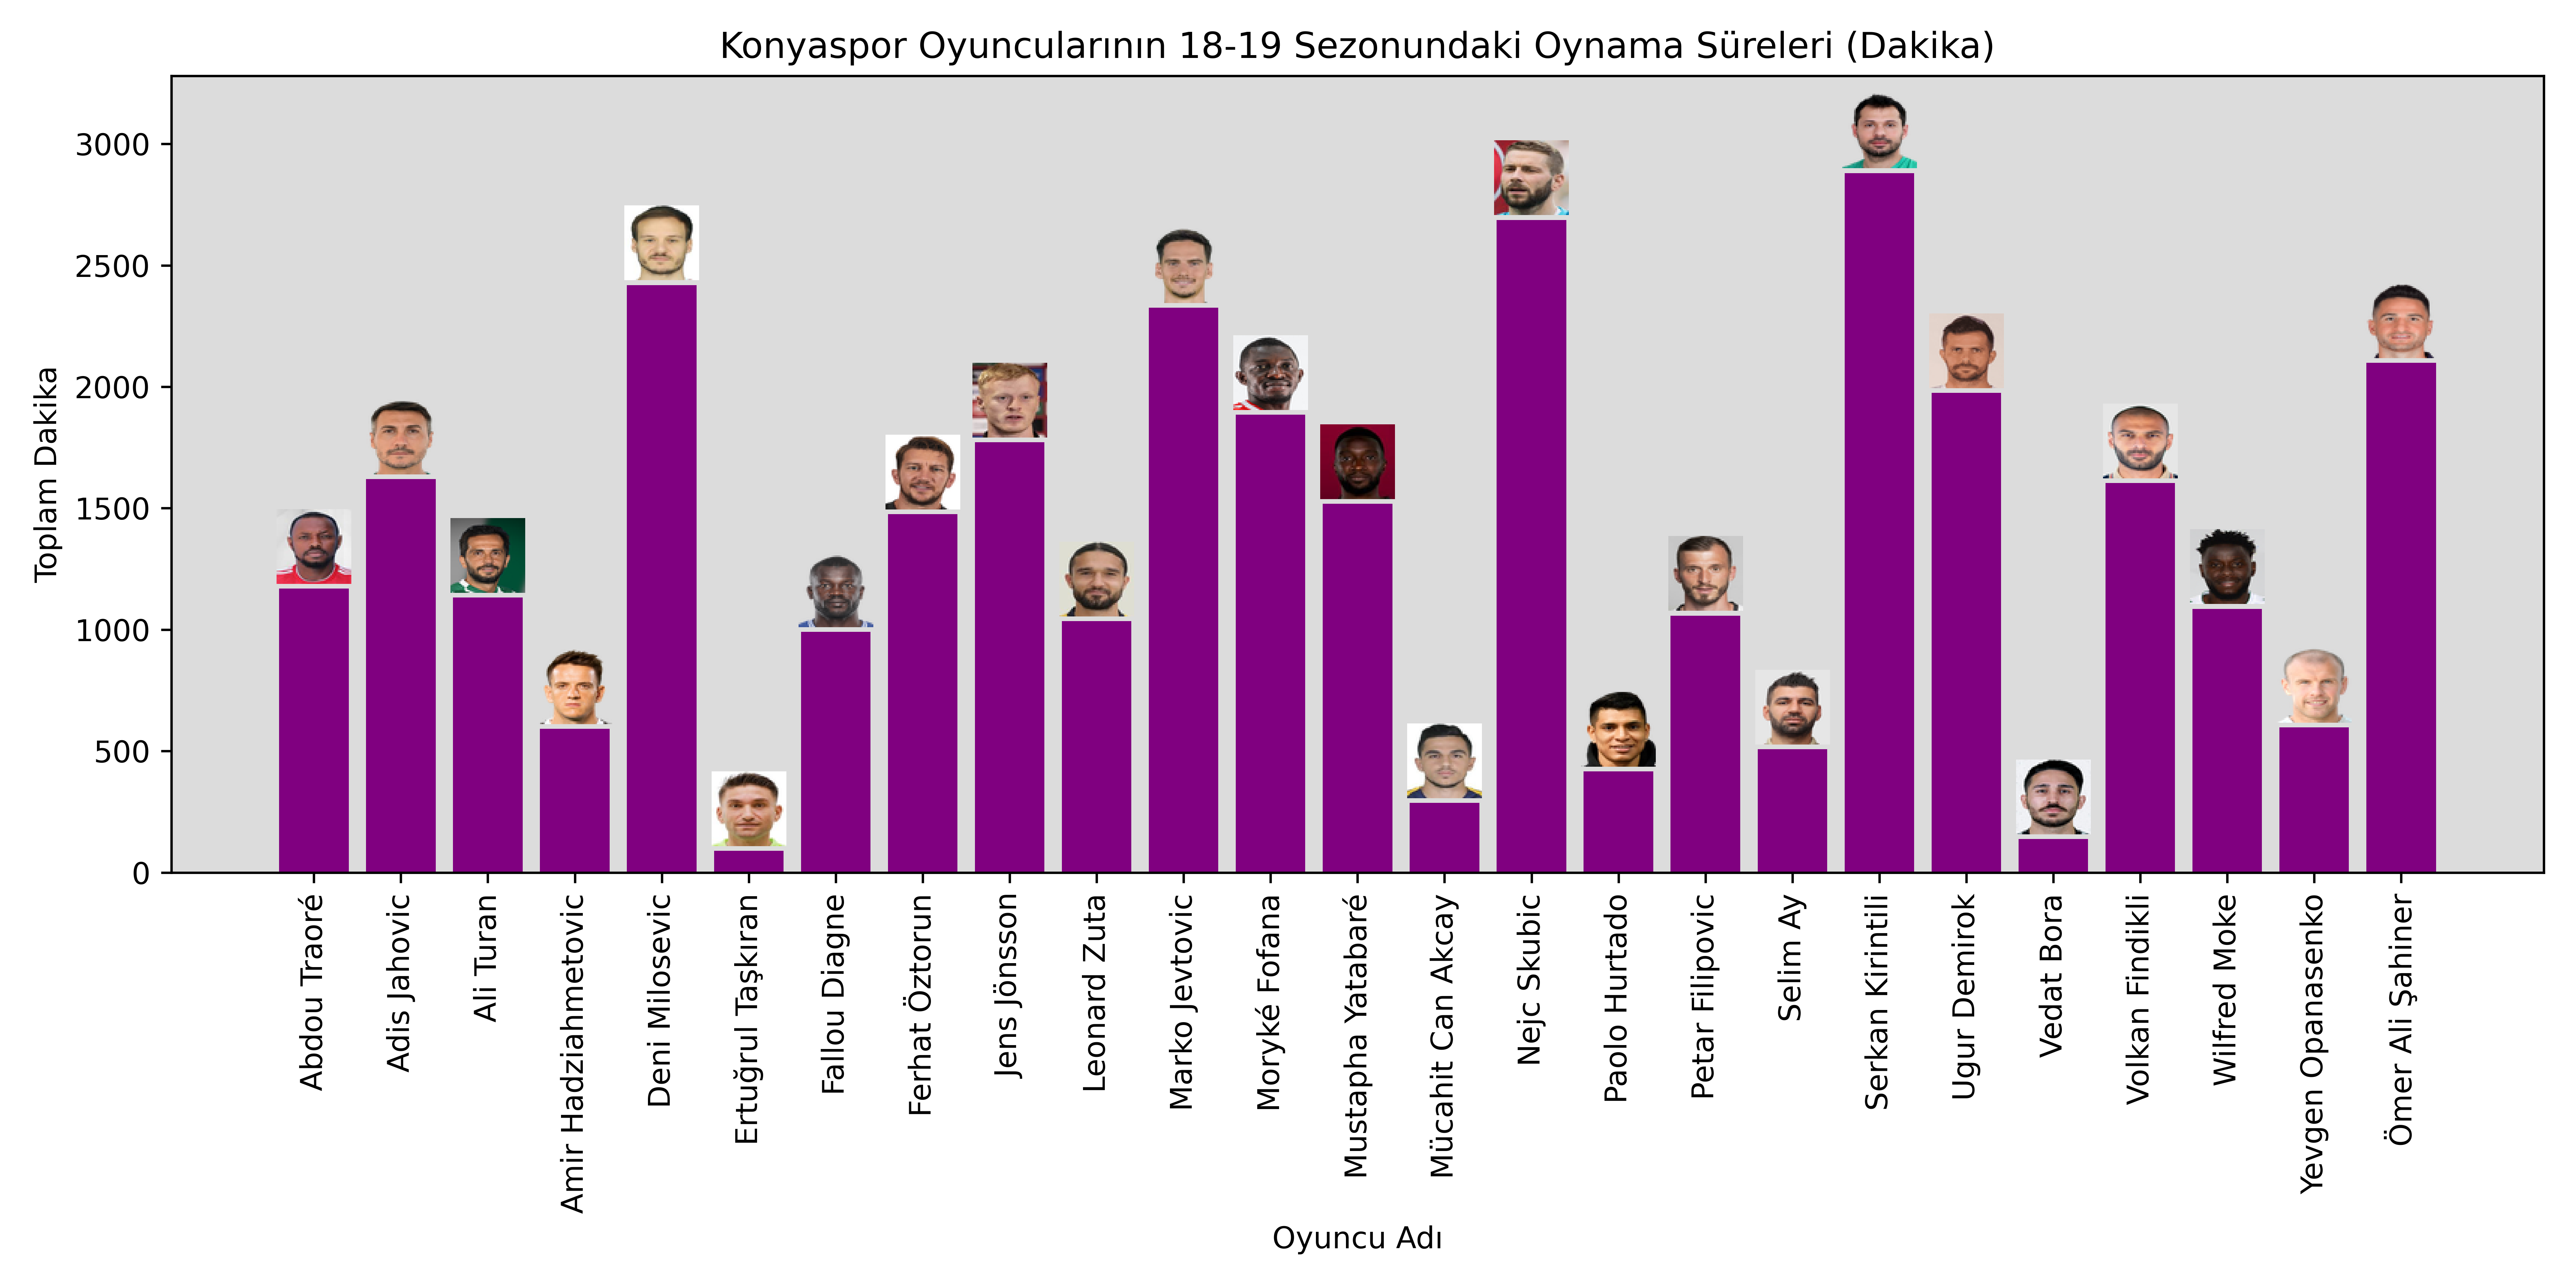 Konyaspor Oyuncularının 18-19 Sezonundaki Oynama Süreleri (Dakika)
Toplam Dakika
3000
2500
2000
1500
1000
500
0
Abdou Traoré
Adis Jahovic
Ali Turan
Amir Hadziahmetovic
Deni Milosevic
Ertuğrul Taşkıran
Fallou Diagne
Ferhat Öztorun
Jens Jönsson
Leonard Zuta
Marko Jevtovic
Moryké Fofana
Mustapha Yatabaré
Mücahit Can Akcay
Nejc Skubic
Paolo Hurtado
Petar Filipovic
Selim Ay
Serkan Kirintili
Ugur Demirok
Vedat Bora
Volkan Findikli
Wilfred Moke
Yevgen Opanasenko
Ömer Ali Şahiner
Oyuncu Adı